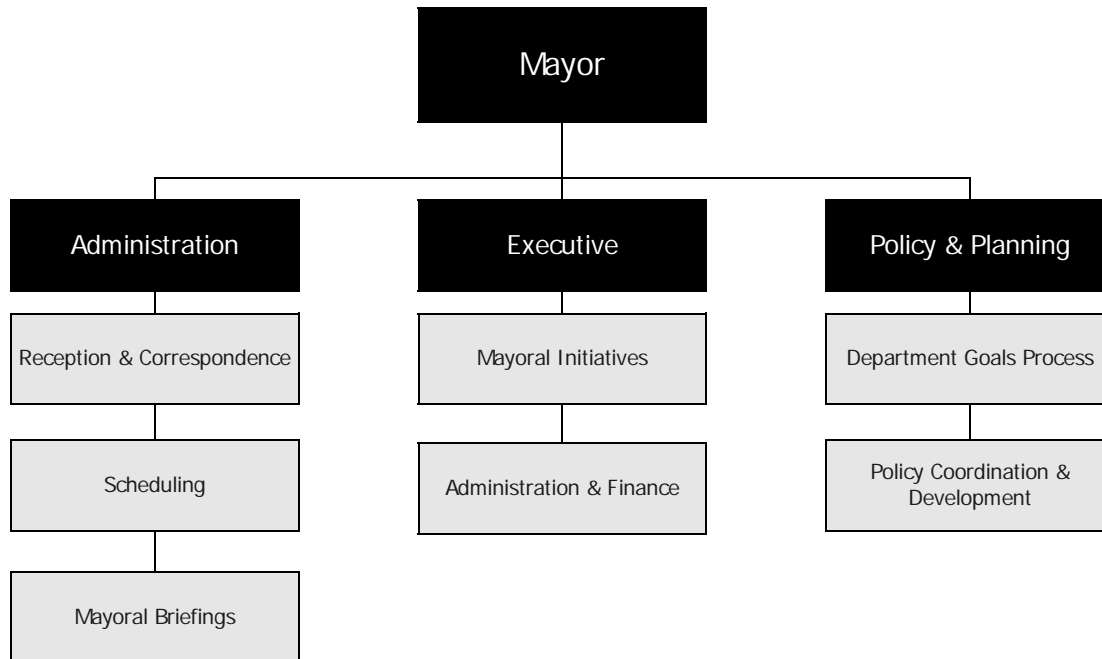 Mayor
Administration
Executive
Policy & Planning
Reception & Correspondence
Mayoral Initiatives
Department Goals Process
Scheduling
Administration & Finance
Policy Coordination &
Development
Mayoral Briefings